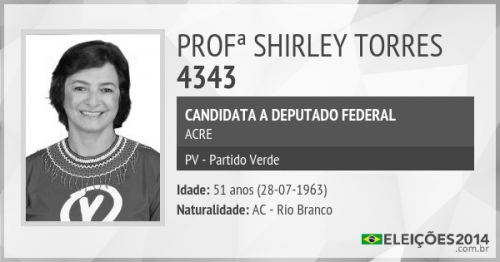 PROFª SHIRLEY TORRES
4343
CANDIDATA A DEPUTADO FEDERAL
ACRE
PV - Partido Verde
Idade: 51 anos (28-07-1963)
Naturalidade: AC - Rio Branco
V
ELEIÇÕES2014
.com.br